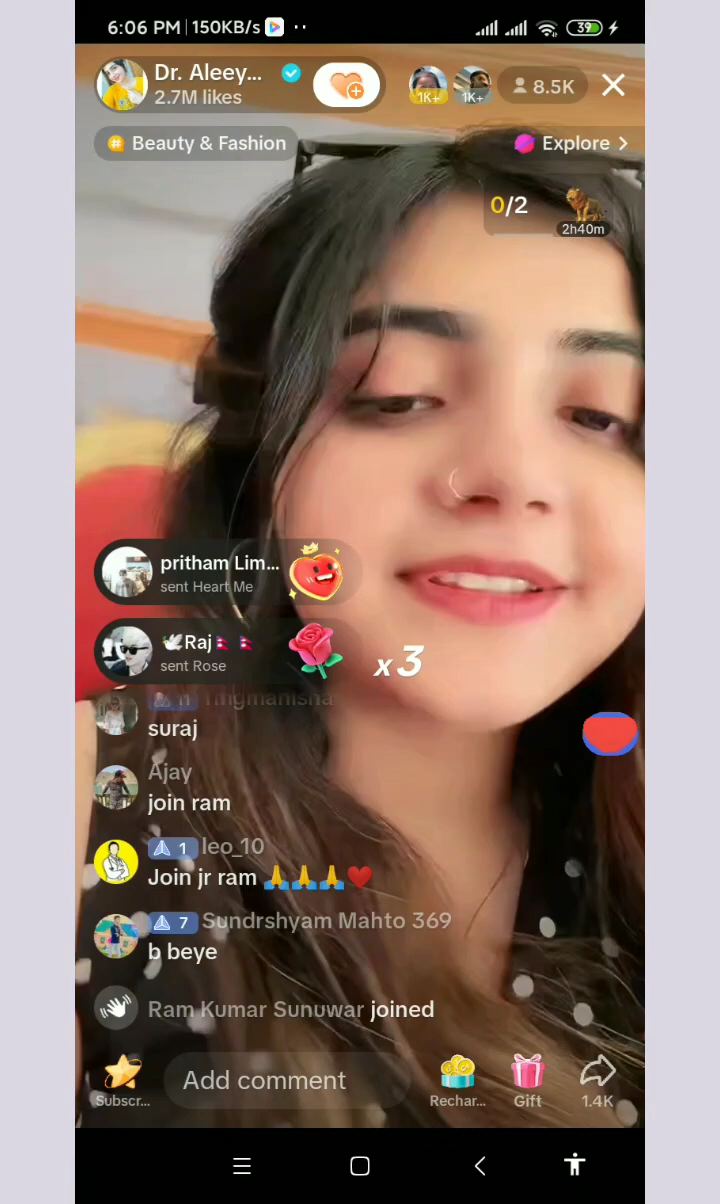 6:06 PM | 150KB/s
39
Dr. Aleey...
2.7M likes
1K+
1K+
8.5K
Beauty & Fashion
Explore
0/2
2h40m
pritham Lim...
sent Heart Me
🕊️Raj🇳🇵🇳🇵
sent Rose
x3
11 Tingmanisha
suraj
Ajay
join ram
1 leo_10
Join jr ram 🙏🙏🙏❤️
7 Sundrshyam Mahto 369
b beye
Ram Kumar Sunuwar joined
Subscr...
Add comment
Rechar...
Gift
1.4K